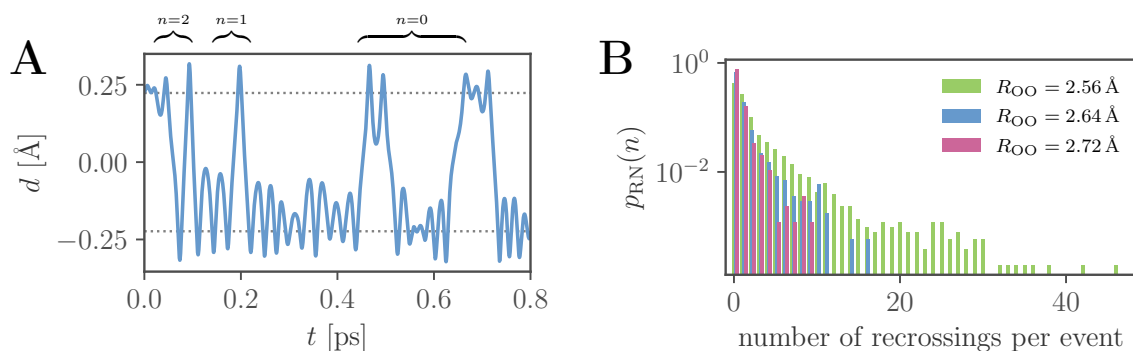 A
n=2
n=1
n=0
0.25
0.00
−0.25
d [Å]
0.0
0.2
0.4
0.6
0.8
t [ps]
B
10⁰
10⁻²
p_RN(n)
R_OO = 2.56 Å
R_OO = 2.64 Å
R_OO = 2.72 Å
0
20
40
number of recrossings per event